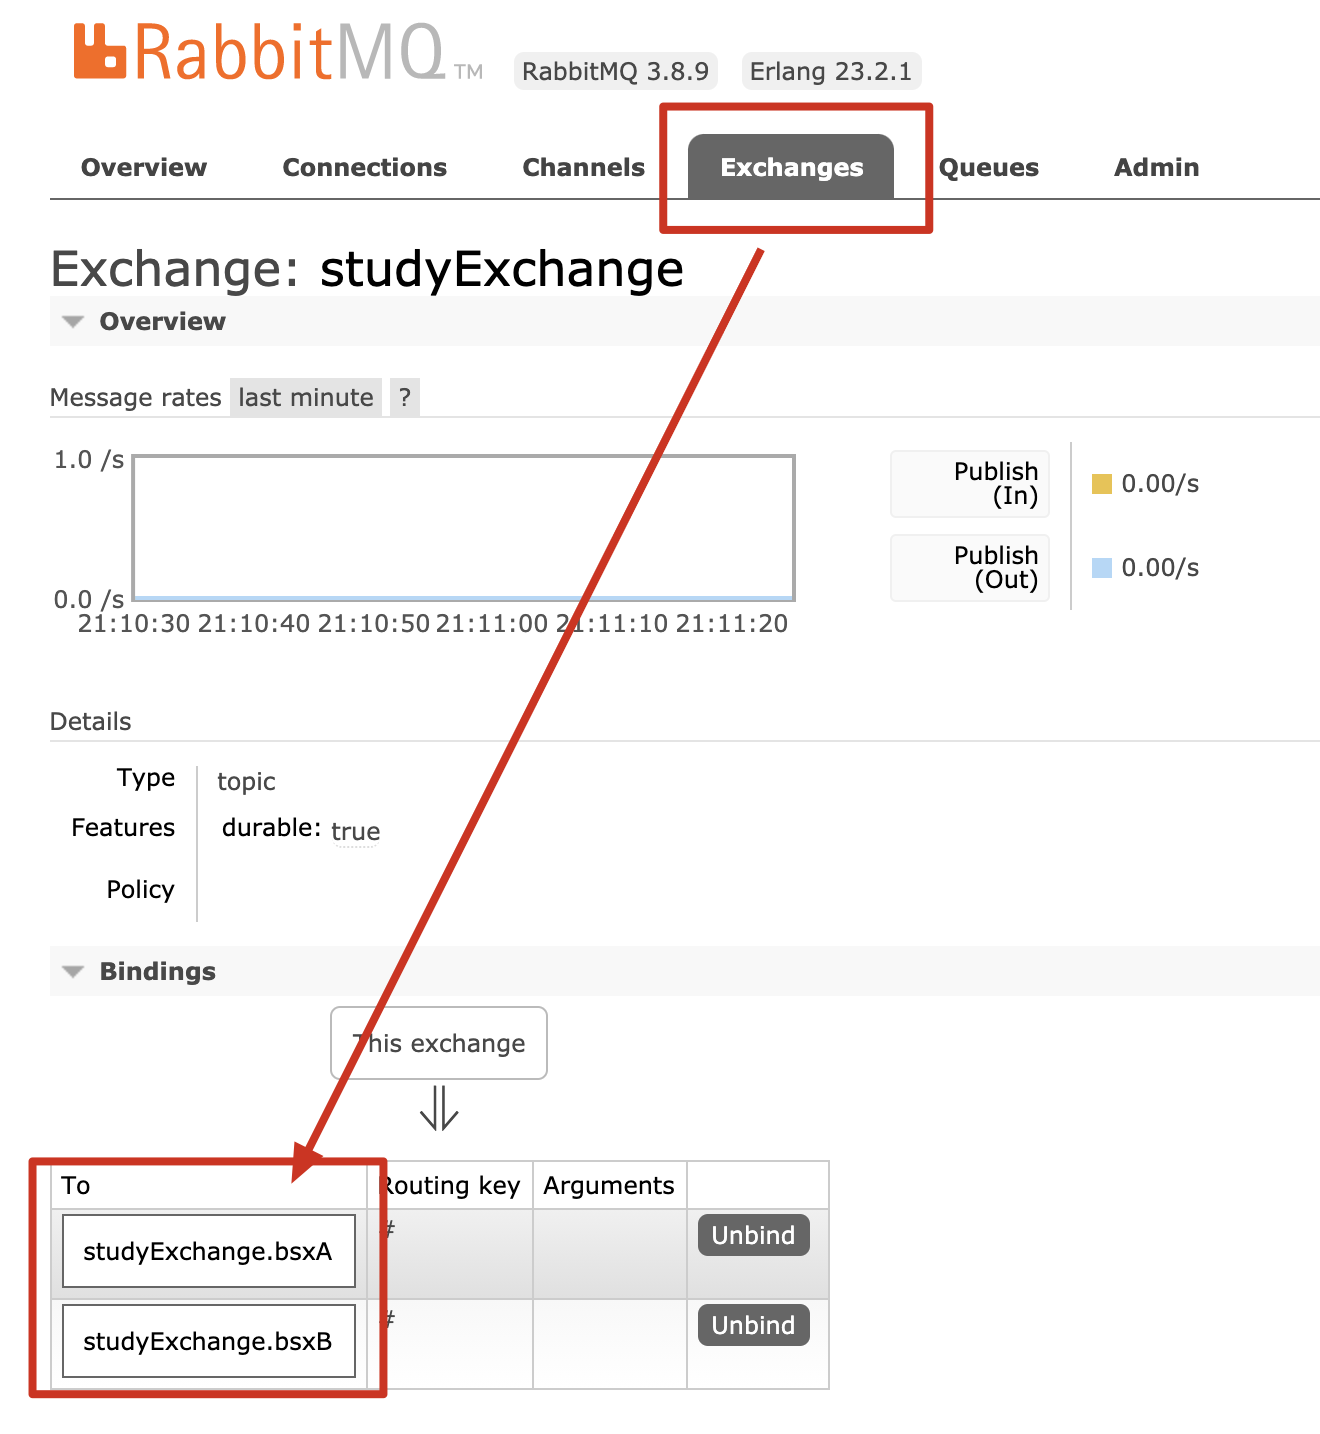 RabbitMQ TM RabbitMQ 3.8.9 Erlang 23.2.1
Overview Connections Channels Exchanges Queues Admin
Exchange: studyExchange
Overview
Message rates last minute ?
1.0 /s
Publish (In) 0.00/s
Publish (Out) 0.00/s
0.0 /s
21:10:30 21:10:40 21:10:50 21:11:00 21:11:10 21:11:20
Details
Type topic
Features durable: true
Policy
Bindings
This exchange
⇓
To Routing key Arguments
studyExchange.bsxA # Unbind
studyExchange.bsxB # Unbind